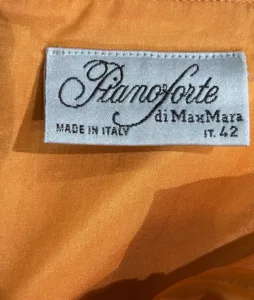 Pianoforte
di MaxMara
MADE IN ITALY IT. 42